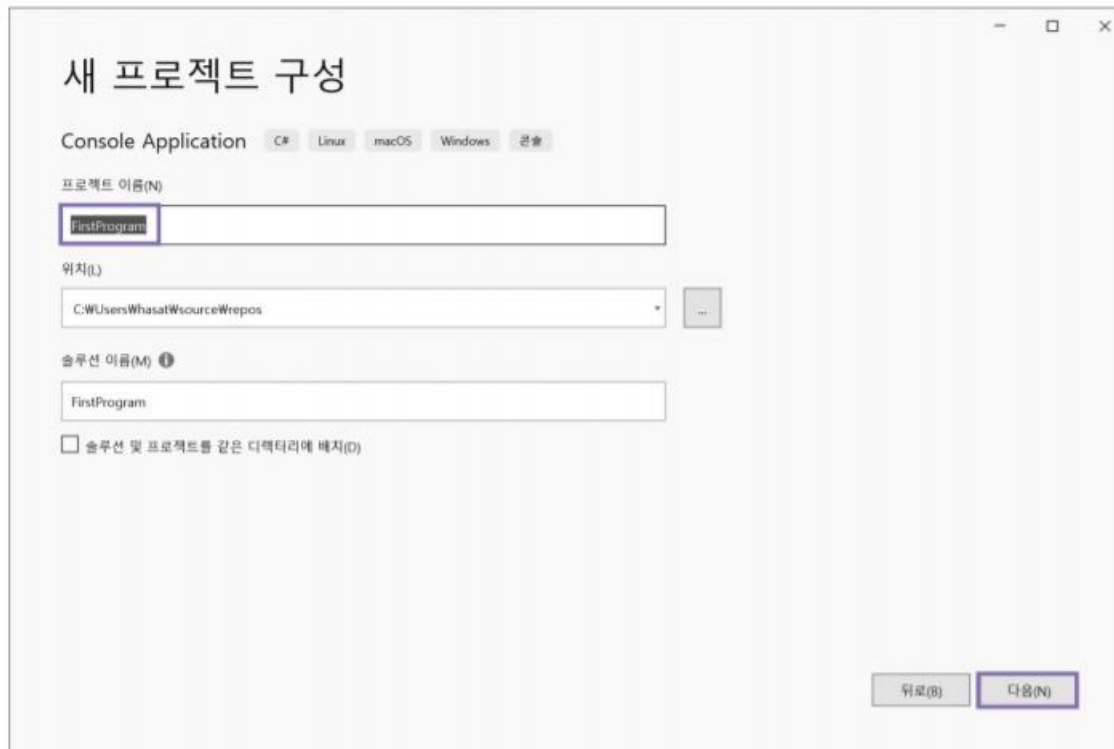 새 프로젝트 구성
Console Application C# Linux macOS Windows 콘솔
프로젝트 이름(N)
FirstProgram
위치(L)
C:₩Users₩hasat₩source₩repos
...
솔루션 이름(M)
FirstProgram
솔루션 및 프로젝트를 같은 디렉터리에 배치(D)
뒤로(B) 다음(N)